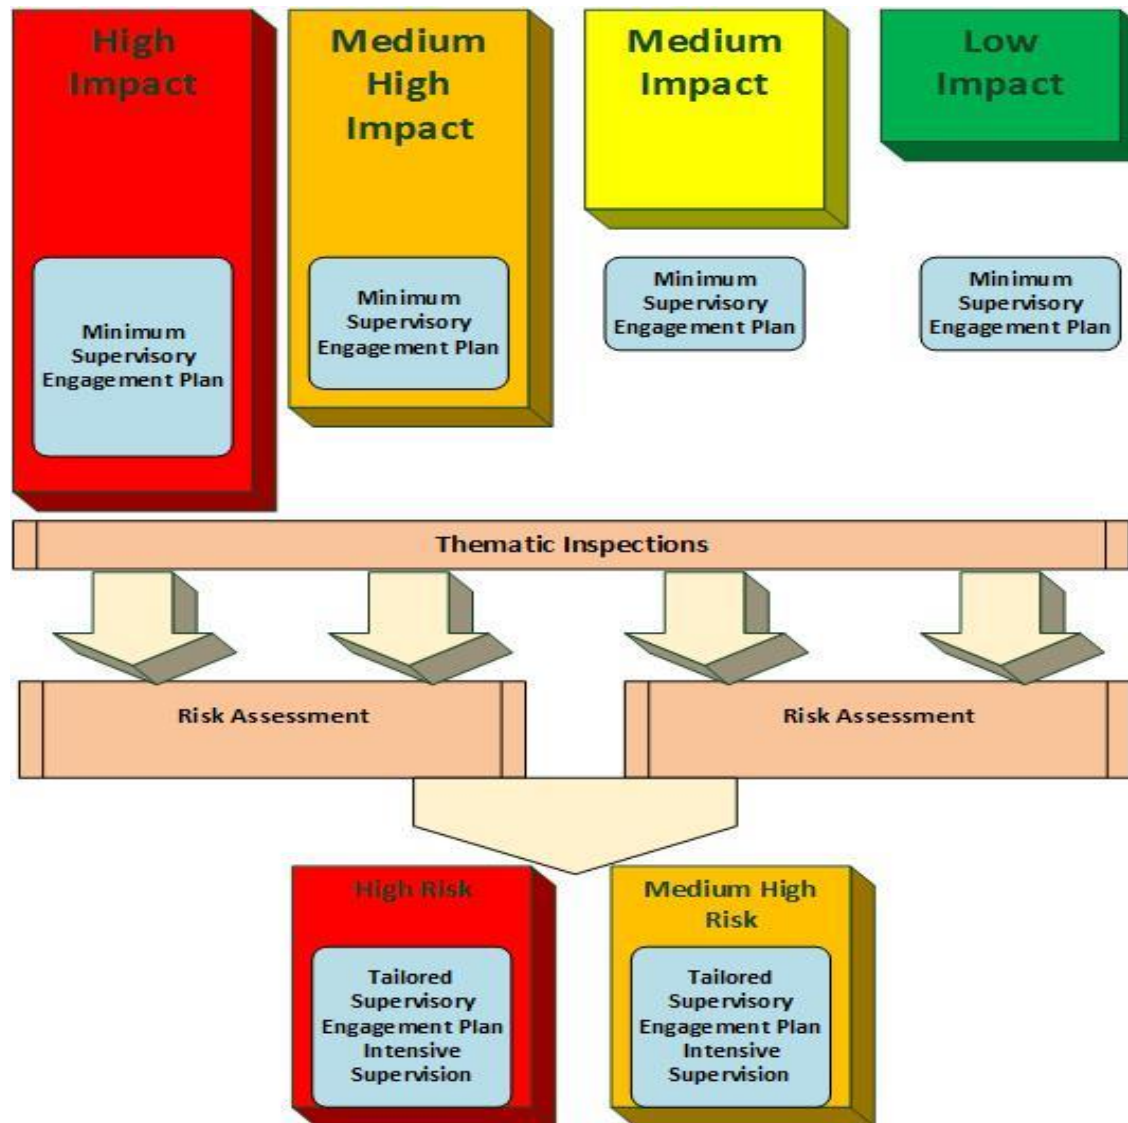 High
Impact
Medium
High
Impact
Medium
Impact
Low
Impact
Minimum
Supervisory
Engagement Plan
Minimum
Supervisory
Engagement Plan
Minimum
Supervisory
Engagement Plan
Minimum
Supervisory
Engagement Plan
Thematic Inspections
Risk Assessment
Risk Assessment
High Risk
Tailored
Supervisory
Engagement Plan
Intensive
Supervision
Medium High
Risk
Tailored
Supervisory
Engagement Plan
Intensive
Supervision